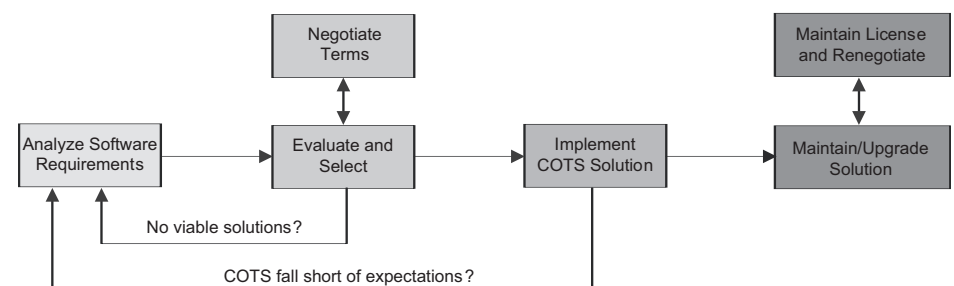 Negotiate
Terms
Maintain License
and Renegotiate
Analyze Software
Requirements
Evaluate and
Select
Implement
COTS Solution
Maintain/Upgrade
Solution
No viable solutions?
COTS fall short of expectations?